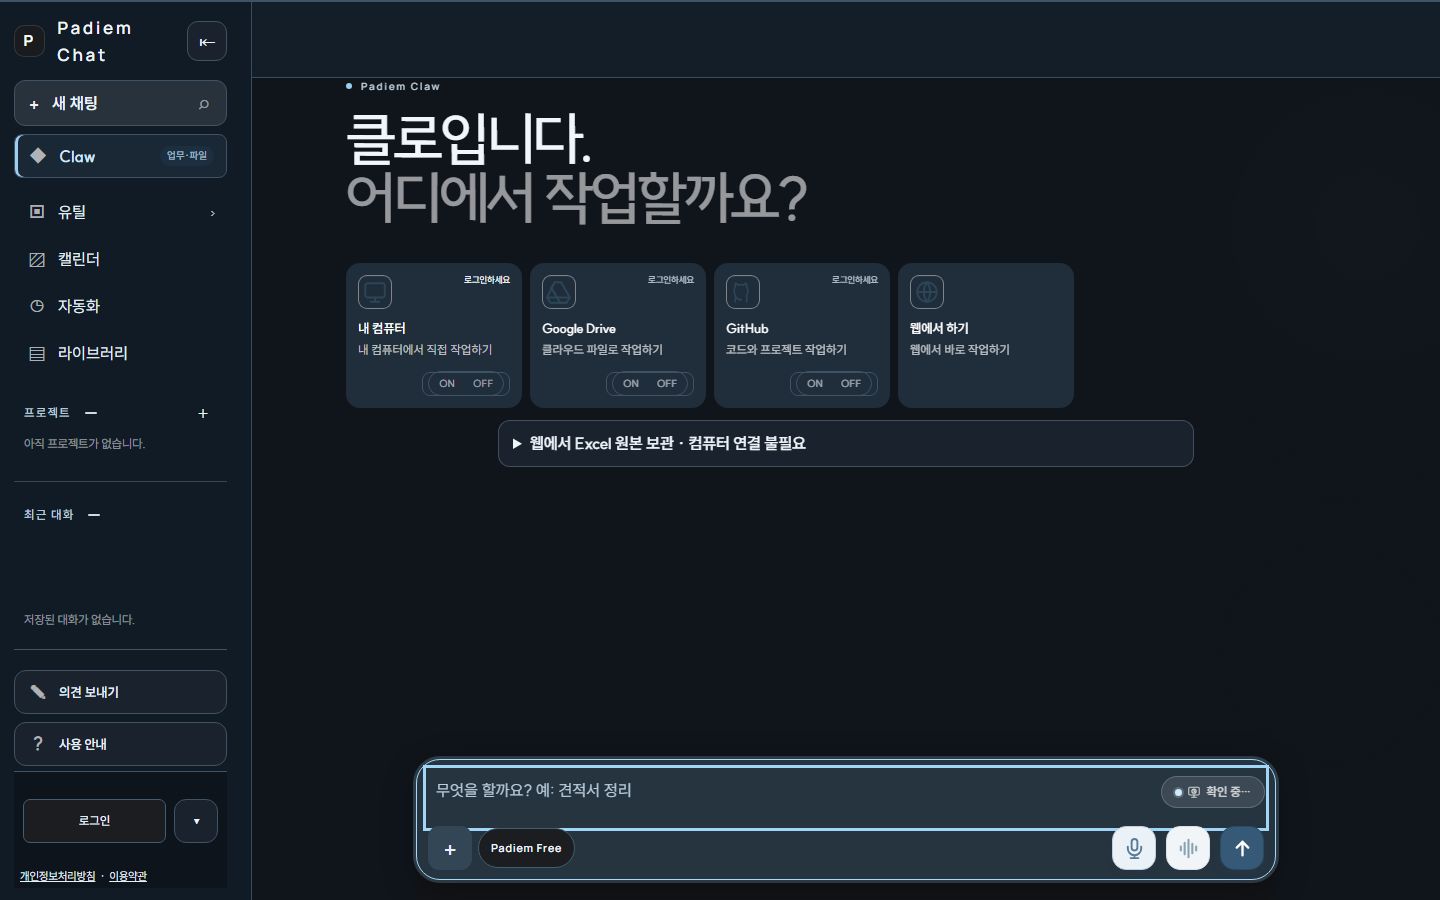 P
Padiem
Chat
+ 새 채팅
Claw
업무·파일
유틸
캘린더
자동화
라이브러리
프로젝트
+
아직 프로젝트가 없습니다.
최근 대화
저장된 대화가 없습니다.
의견 보내기
? 사용 안내
로그인
개인정보처리방침 · 이용약관
Padiem Claw
클로입니다.
어디에서 작업할까요?
로그인하세요
내 컴퓨터
내 컴퓨터에서 직접 작업하기
ON OFF
로그인하세요
Google Drive
클라우드 파일로 작업하기
ON OFF
로그인하세요
GitHub
코드와 프로젝트 작업하기
ON OFF
웹에서 하기
웹에서 바로 작업하기
웹에서 Excel 원본 보관 · 컴퓨터 연결 불필요
무엇을 할까요? 예: 견적서 정리
확인 중…
+
Padiem Free